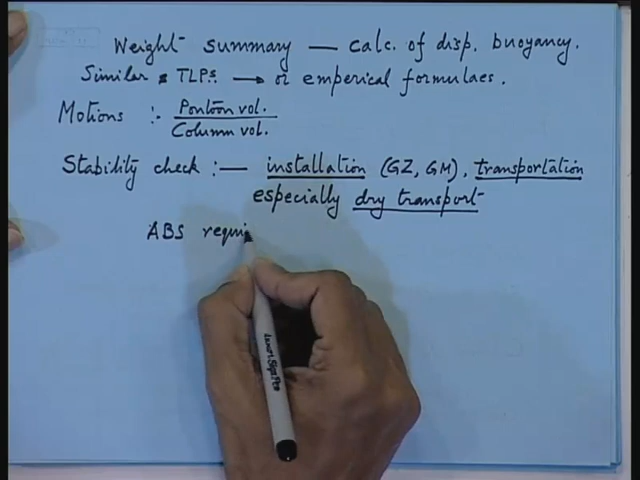 Weight summary — calc. of disp. buoyancy.
Similar TLPs. → or emperical formulaes.
Motions :- Pontoon vol.
Column vol.
Stability check :— installation (GZ, GM), transportation
especially dry transport
ABS requi